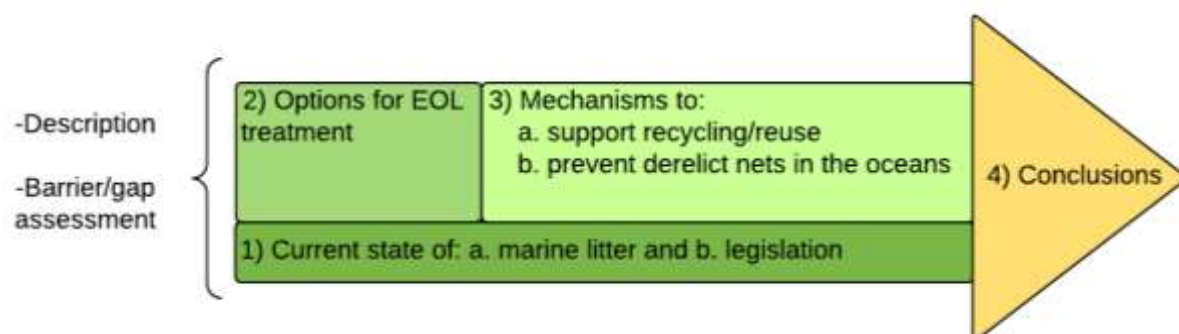 -Description
-Barrier/gap
assessment
2) Options for EOL
treatment
3) Mechanisms to:
a. support recycling/reuse
b. prevent derelict nets in the oceans
1) Current state of: a. marine litter and b. legislation
4) Conclusions